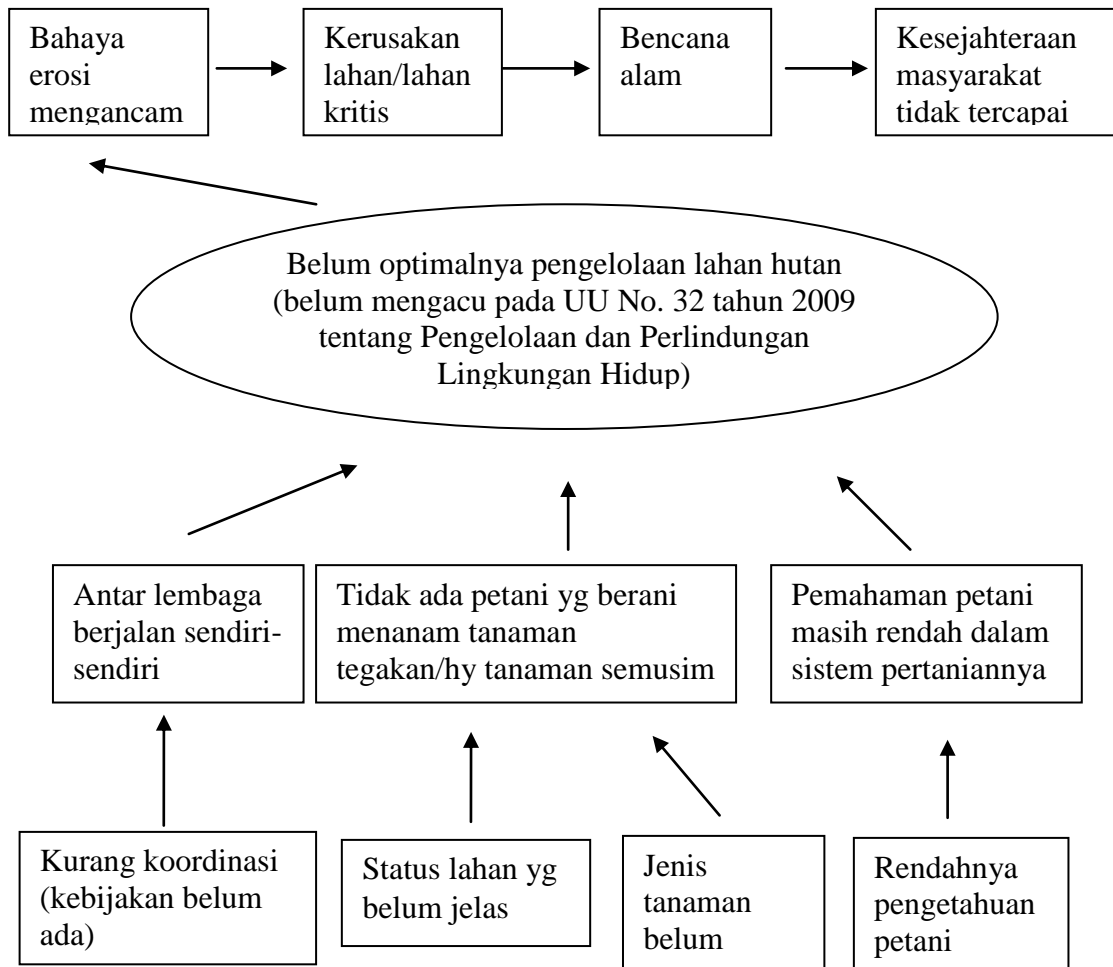 Bahaya
erosi
mengancam
Kerusakan
lahan/lahan
kritis
Bencana
alam
Kesejahteraan
masyarakat
tidak tercapai
Belum optimalnya pengelolaan lahan hutan
(belum mengacu pada UU No. 32 tahun 2009
tentang Pengelolaan dan Perlindungan
Lingkungan Hidup)
Antar lembaga
berjalan sendiri-
sendiri
Tidak ada petani yg berani
menanam tanaman
tegakan/hy tanaman semusim
Pemahaman petani
masih rendah dalam
sistem pertaniannya
Kurang koordinasi
(kebijakan belum
ada)
Status lahan yg
belum jelas
Jenis
tanaman
belum
Rendahnya
pengetahuan
petani